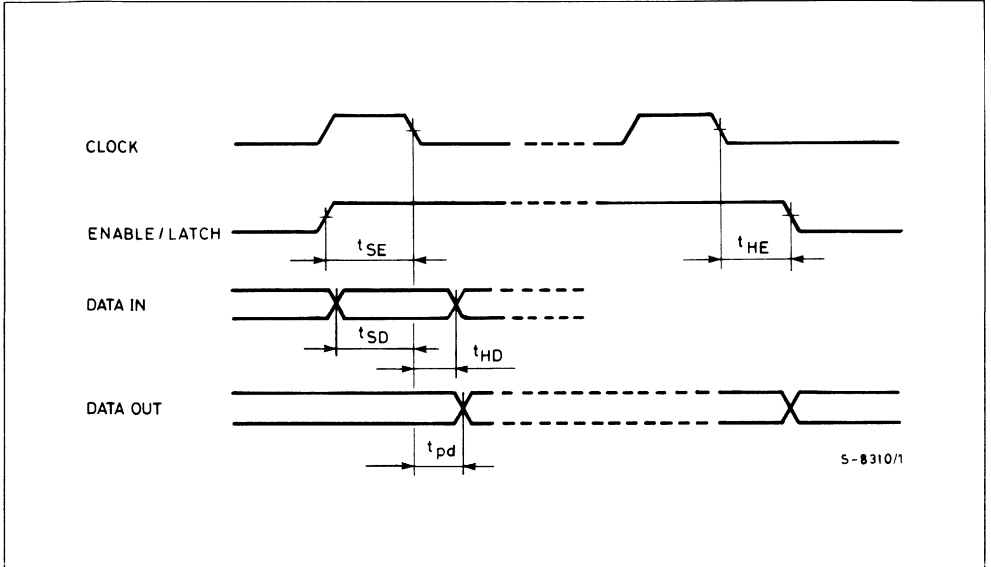 CLOCK
ENABLE/LATCH
tSE
tHE
DATA IN
tSD
tHD
DATA OUT
tpd
S-8310/1